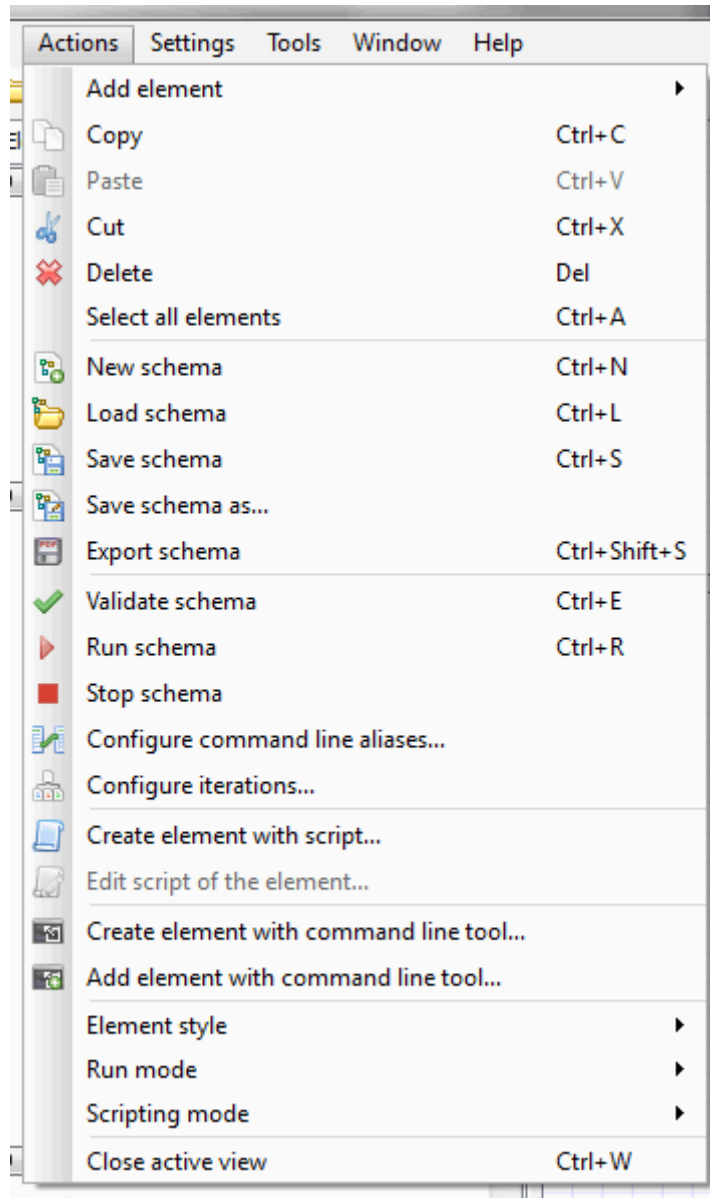 Actions Settings Tools Window Help
Add element
Copy Ctrl+C
Paste Ctrl+V
Cut Ctrl+X
Delete Del
Select all elements Ctrl+A
New schema Ctrl+N
Load schema Ctrl+L
Save schema Ctrl+S
Save schema as...
Export schema Ctrl+Shift+S
Validate schema Ctrl+E
Run schema Ctrl+R
Stop schema
Configure command line aliases...
Configure iterations...
Create element with script...
Edit script of the element...
Create element with command line tool...
Add element with command line tool...
Element style
Run mode
Scripting mode
Close active view Ctrl+W